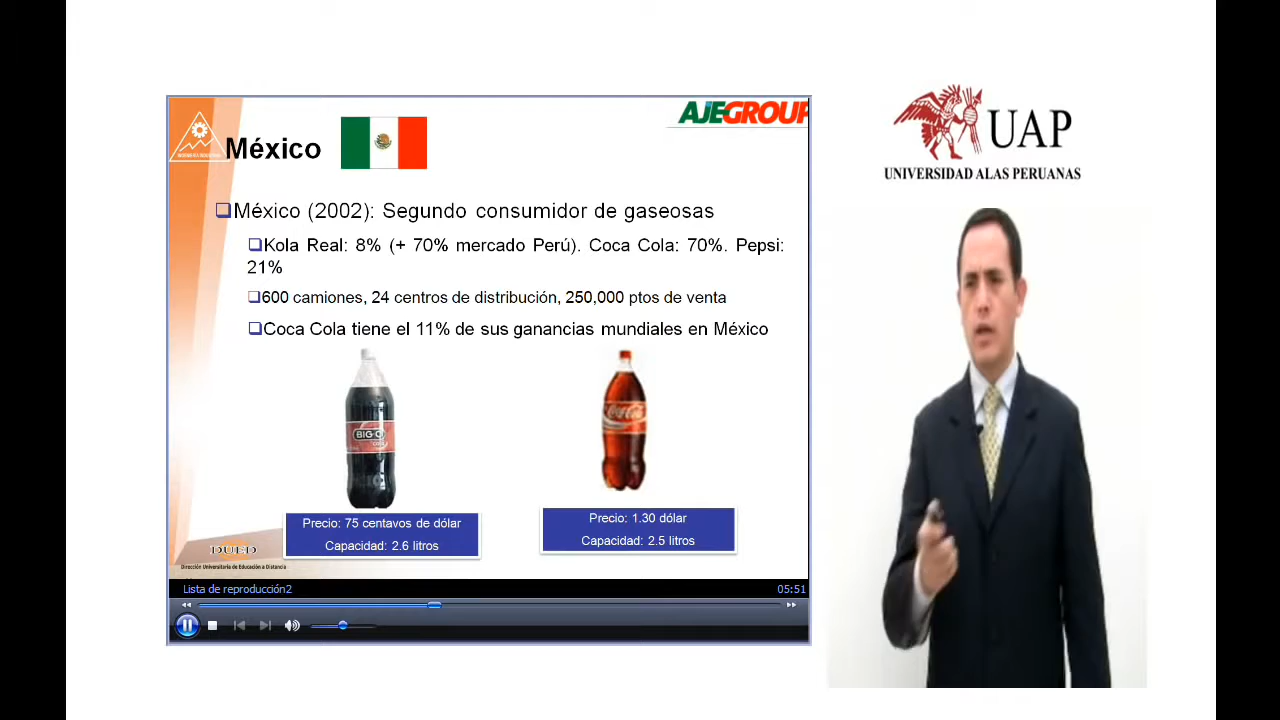 AJEGROUP
México
México (2002): Segundo consumidor de gaseosas
Kola Real: 8% (+ 70% mercado Perú). Coca Cola: 70%. Pepsi:
21%
600 camiones, 24 centros de distribución, 250,000 ptos de venta
Coca Cola tiene el 11% de sus ganancias mundiales en México
BIG
Coca-Cola
Precio: 75 centavos de dólar
Capacidad: 2.6 litros
Precio: 1.30 dólar
Capacidad: 2.5 litros
DUED
Dirección Universitaria de Educación a Distancia
Lista de reproducción2
05:51
UAP
UNIVERSIDAD ALAS PERUANAS